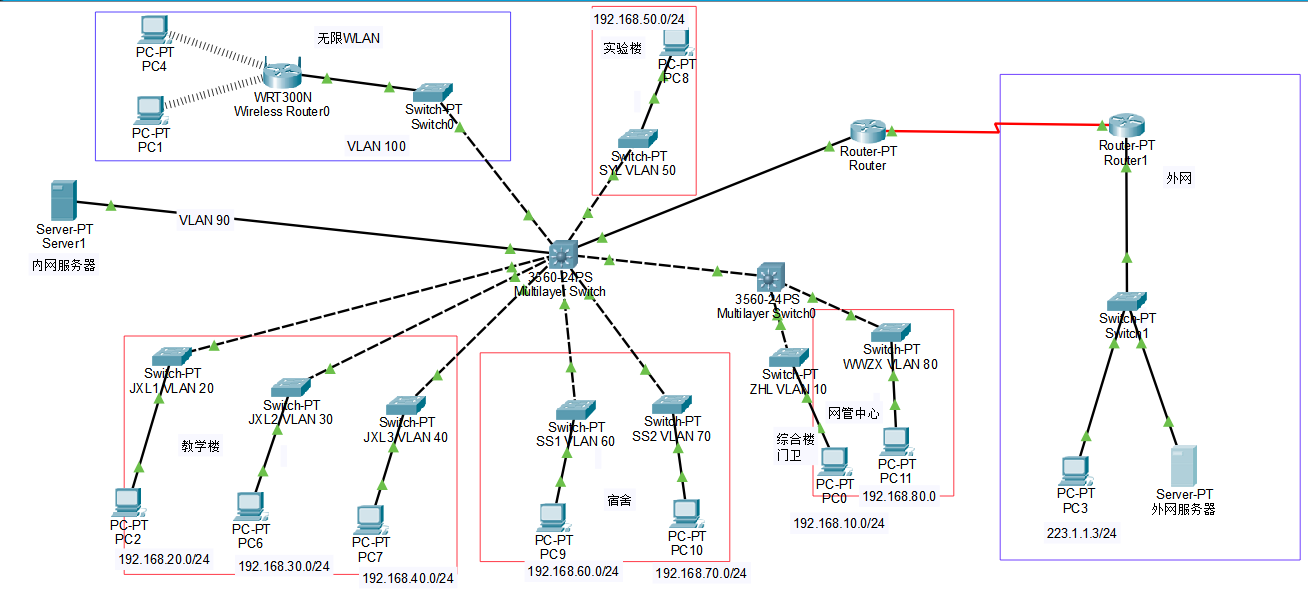 无限WLAN
PC-PT
PC4
WRT300N
Wireless Router0
Switch-PT
Switch0
PC-PT
PC1
VLAN 100
192.168.50.0/24
实验楼
PC-PT
PC8
Switch-PT
SYL VLAN 50
Router-PT
Router
Router-PT
Router1
外网
VLAN 90
Server-PT
Server1
内网服务器
3560-24PS
Multilayer Switch
3560-24PS
Multilayer Switch0
Switch-PT
Switch1
Switch-PT
JXL1 VLAN 20
Switch-PT
JXL2 VLAN 30
Switch-PT
JXL3 VLAN 40
教学楼
PC-PT
PC2
192.168.20.0/24
PC-PT
PC6
192.168.30.0/24
PC-PT
PC7
192.168.40.0/24
Switch-PT
SS1 VLAN 60
Switch-PT
SS2 VLAN 70
宿舍
PC-PT
PC9
192.168.60.0/24
PC-PT
PC10
192.168.70.0/24
Switch-PT
ZHL VLAN 10
Switch-PT
WWZX VLAN 80
网管中心
综合楼
门卫
PC-PT
PC0
PC-PT
PC11
192.168.80.0
192.168.10.0/24
PC-PT
PC3
223.1.1.3/24
Server-PT
外网服务器